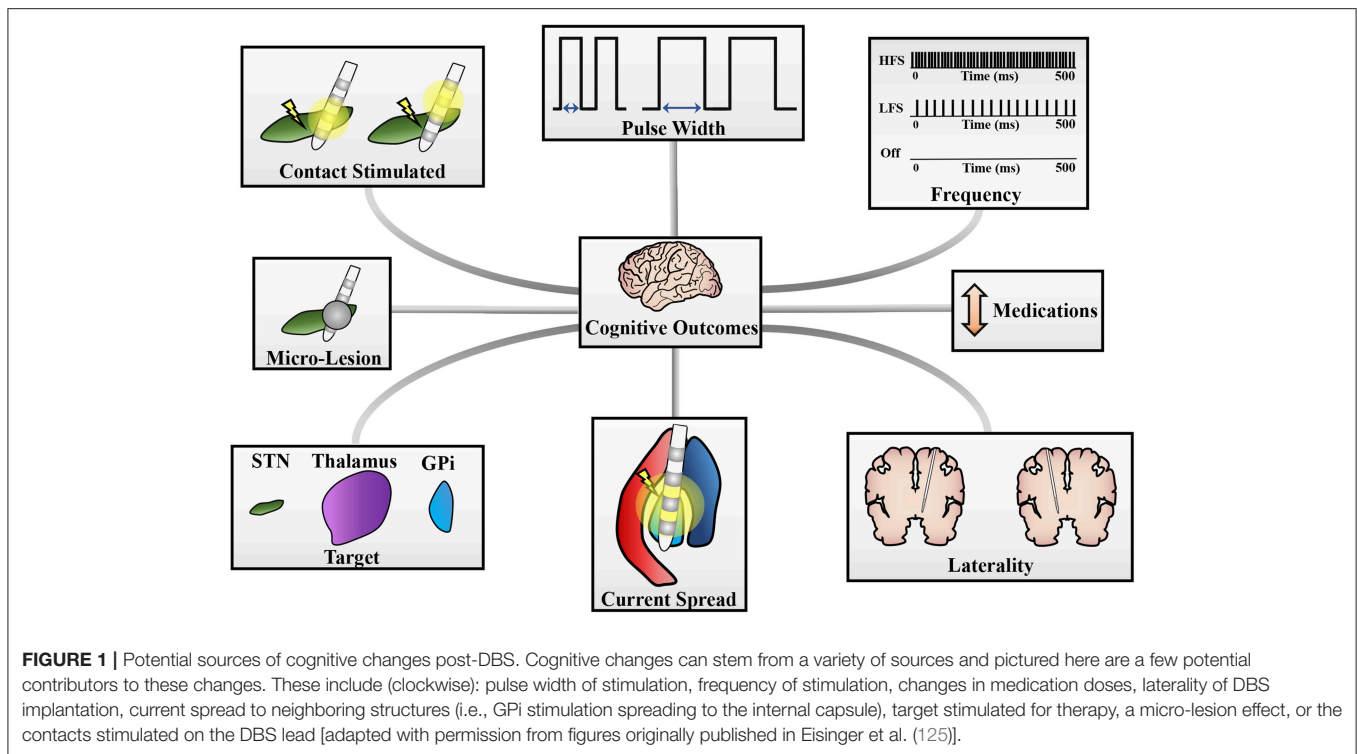 Contact Stimulated
Pulse Width
HFS
0 Time (ms) 500
LFS
0 Time (ms) 500
Off
0 Time (ms) 500
Frequency
Micro-Lesion
Cognitive Outcomes
Medications
STN Thalamus GPi
Target
Current Spread
Laterality
FIGURE 1 | Potential sources of cognitive changes post-DBS. Cognitive changes can stem from a variety of sources and pictured here are a few potential
contributors to these changes. These include (clockwise): pulse width of stimulation, frequency of stimulation, changes in medication doses, laterality of DBS
implantation, current spread to neighboring structures (i.e., GPi stimulation spreading to the internal capsule), target stimulated for therapy, a micro-lesion effect, or the
contacts stimulated on the DBS lead [adapted with permission from figures originally published in Eisinger et al. (125)].